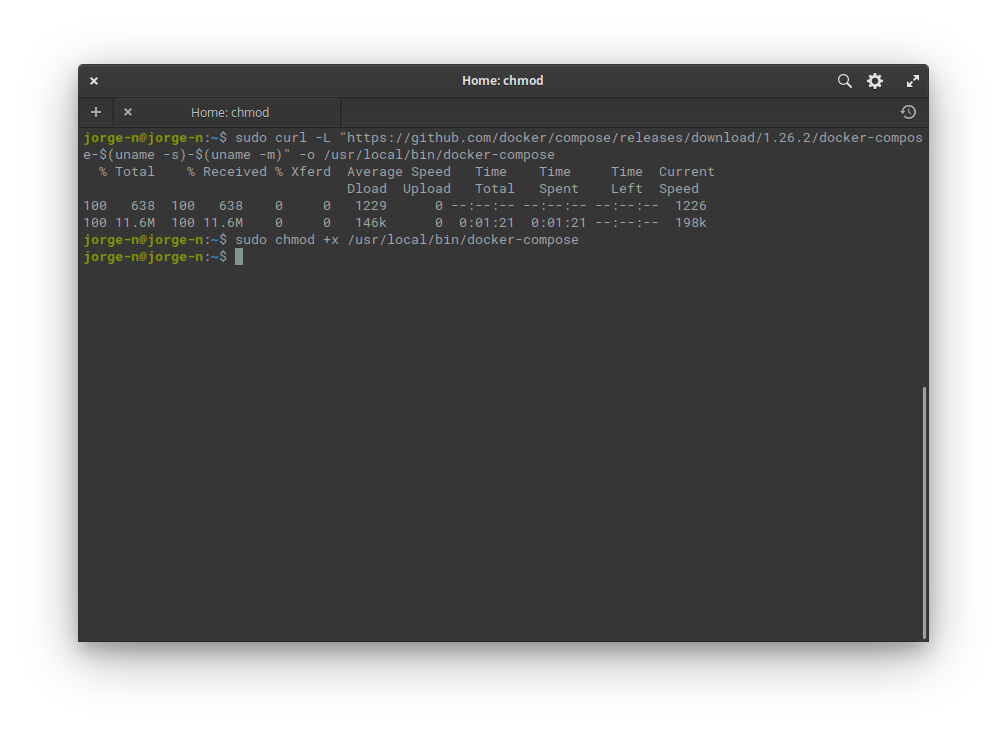 Home: chmod
Home: chmod
jorge-n@jorge-n:~$ sudo curl -L "https://github.com/docker/compose/releases/download/1.26.2/docker-compos
e-$(uname -s)-$(uname -m)" -o /usr/local/bin/docker-compose
  % Total    % Received % Xferd  Average Speed   Time    Time     Time  Current
                                 Dload  Upload   Total   Spent    Left  Speed
100   638  100   638    0     0   1229      0 --:--:-- --:--:-- --:--:--  1226
100 11.6M  100 11.6M    0     0   146k      0  0:01:21  0:01:21 --:--:--  198k
jorge-n@jorge-n:~$ sudo chmod +x /usr/local/bin/docker-compose
jorge-n@jorge-n:~$